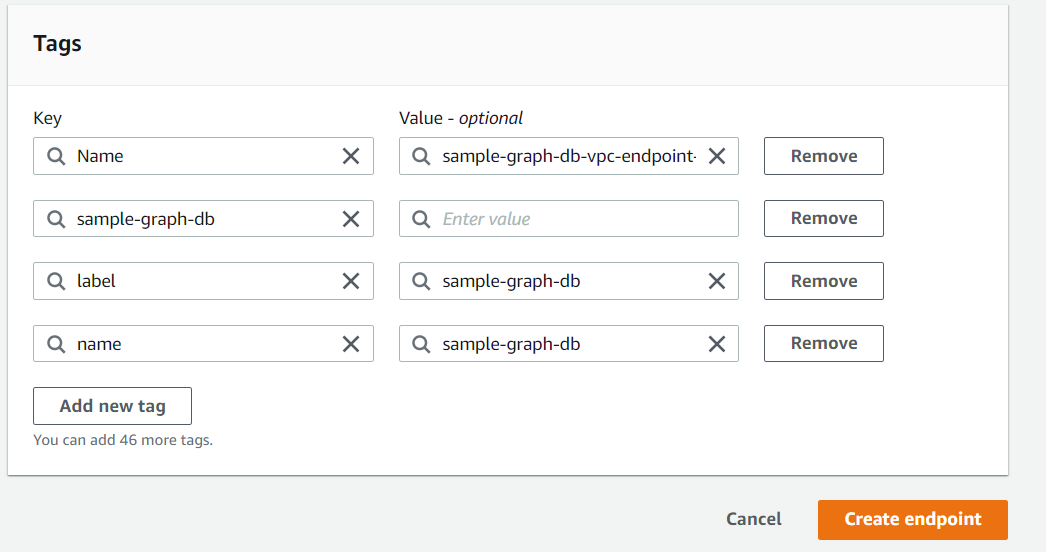 Tags
Key Value - optional
Name sample-graph-db-vpc-endpoint- Remove
sample-graph-db Enter value Remove
label sample-graph-db Remove
name sample-graph-db Remove
Add new tag
You can add 46 more tags.
Cancel Create endpoint